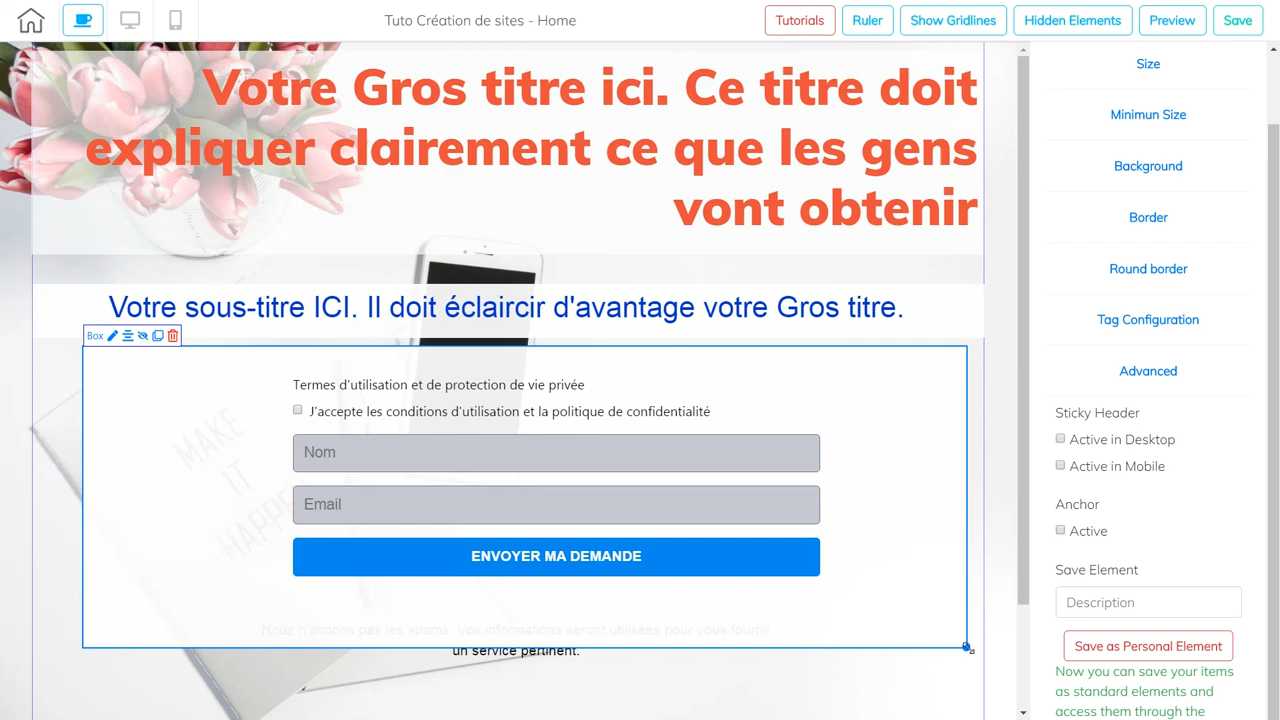 Tuto Création de sites - Home
Tutorials
Ruler
Show Gridlines
Hidden Elements
Preview
Save
Votre Gros titre ici. Ce titre doit
expliquer clairement ce que les gens
vont obtenir
Votre sous-titre ICI. Il doit éclaircir d'avantage votre Gros titre.
Box
Termes d'utilisation et de protection de vie privée
J'accepte les conditions d'utilisation et la politique de confidentialité
MAKE
IT
HAPPEN
Nom
Email
ENVOYER MA DEMANDE
Nous n'aimons pas les spams. Vos informations seront utilisées pour vous fournir
un service pertinent.
Size
Minimun Size
Background
Border
Round border
Tag Configuration
Advanced
Sticky Header
Active in Desktop
Active in Mobile
Anchor
Active
Save Element
Description
Save as Personal Element
Now you can save your items
as standard elements and
access them through the